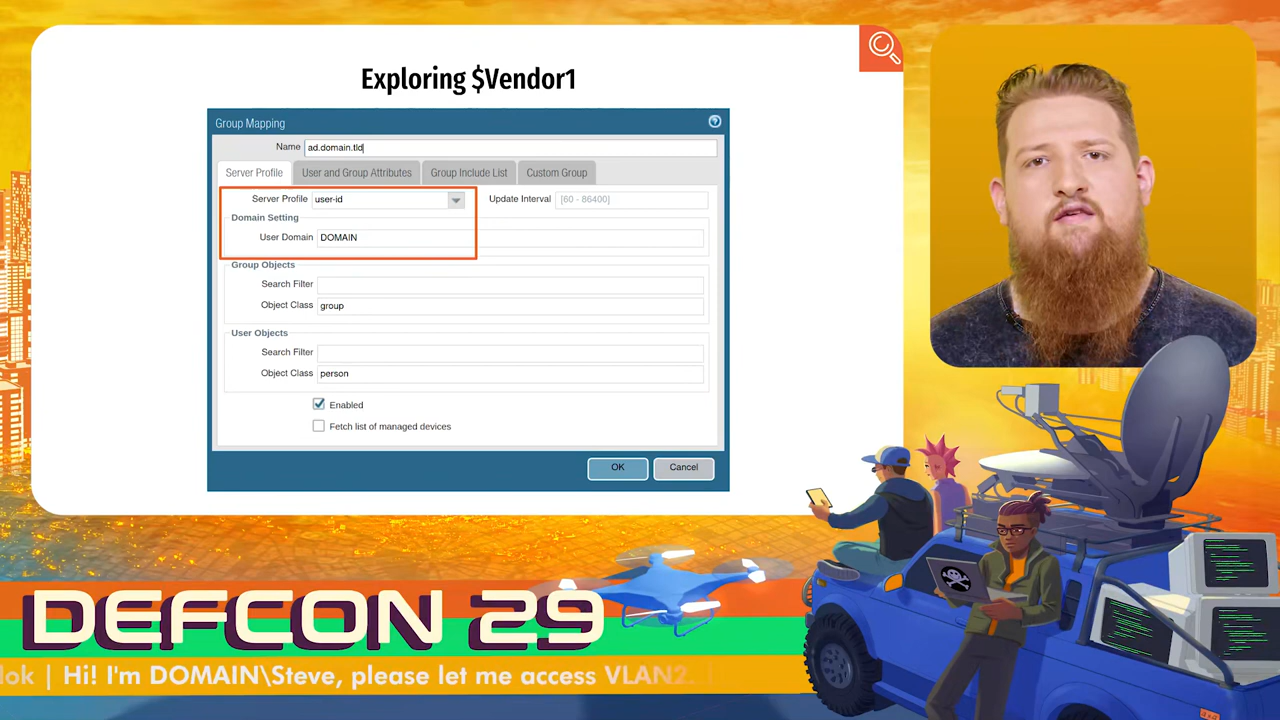 Exploring $Vendor1
Group Mapping
Name ad.domain.tld
Server Profile User and Group Attributes Group Include List Custom Group
Server Profile user-id Update Interval [60 - 86400]
Domain Setting
User Domain DOMAIN
Group Objects
Search Filter
Object Class group
User Objects
Search Filter
Object Class person
Enabled
Fetch list of managed devices
OK Cancel
DEFCON 29
lok | Hi! I'm DOMAIN\Steve, please let me access VLAN2. |